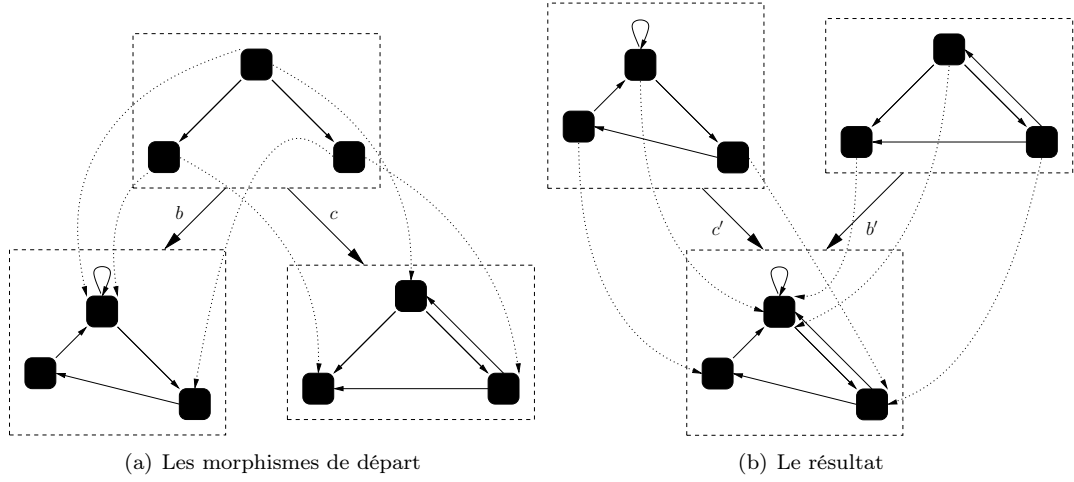 b
c
c′
b′
(a) Les morphismes de départ
(b) Le résultat